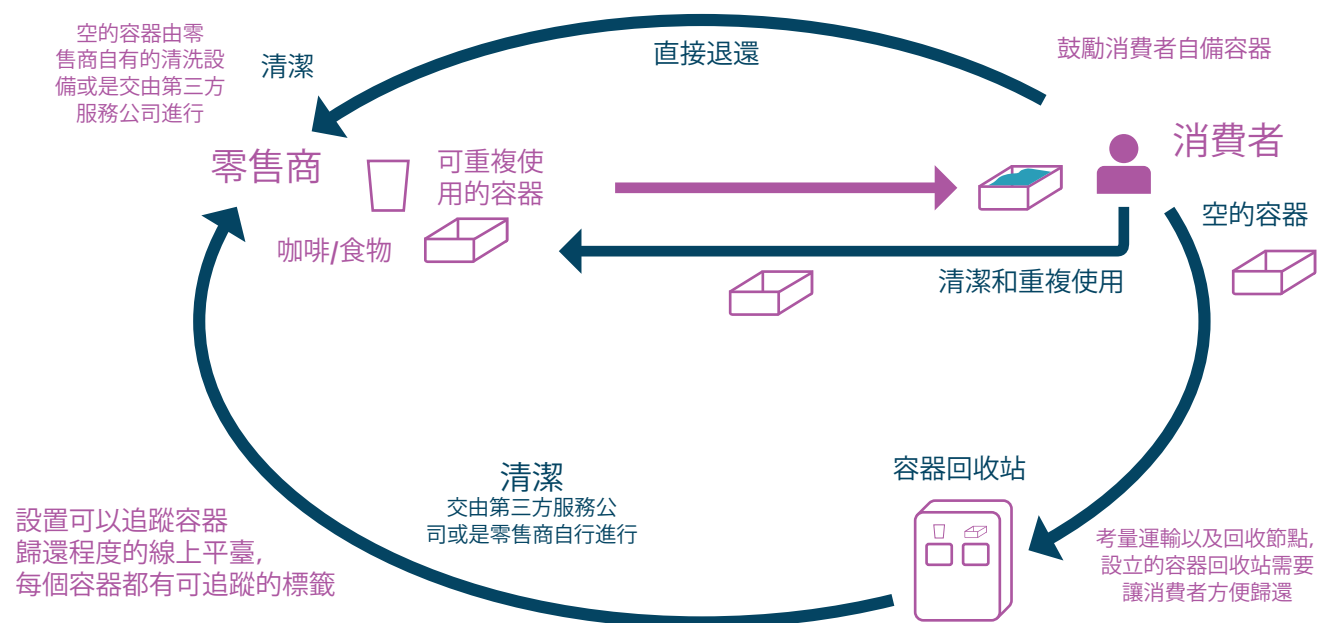 空的容器由零
售商自有的清洗設
備或是交由第三方
服務公司進行
清潔
直接退還
鼓勵消費者自備容器
零售商
可重複使
用的容器
咖啡/食物
消費者
空的容器
清潔和重複使用
容器回收站
清潔
交由第三方服務公
司或是零售商自行進行
設置可以追蹤容器
歸還程度的線上平臺,
每個容器都有可追蹤的標籤
考量運輸以及回收節點,
設立的容器回收站需要
讓消費者方便歸還